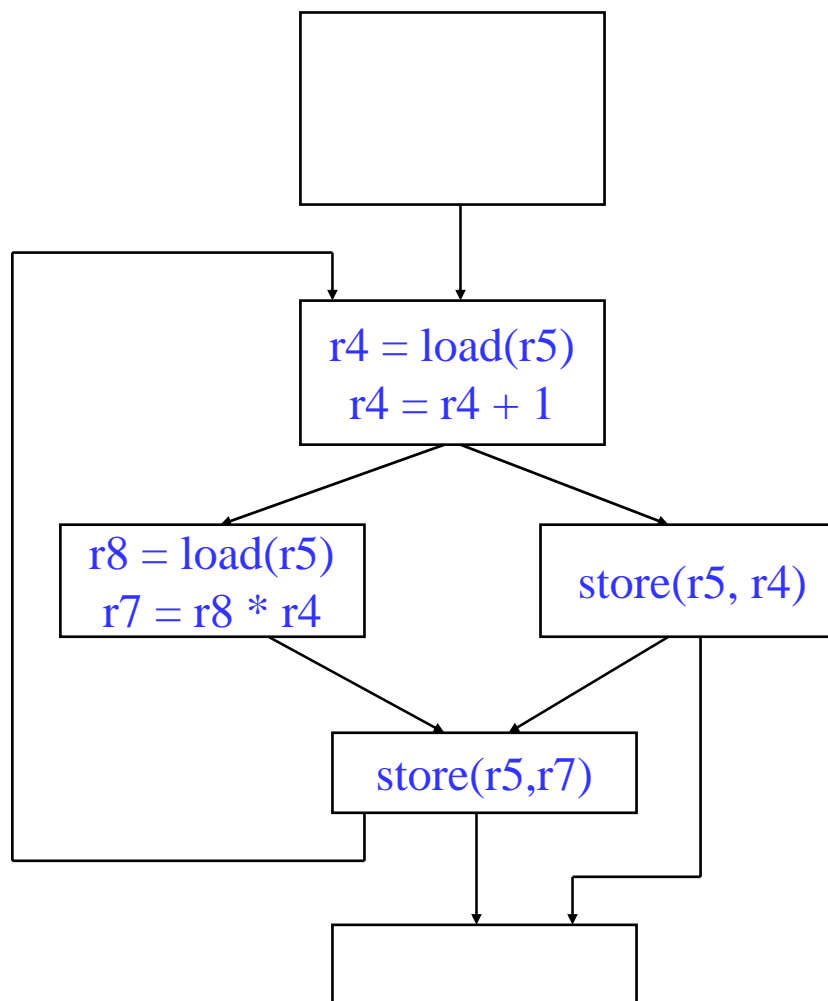 r4 = load(r5)
r4 = r4 + 1
r8 = load(r5)
r7 = r8 * r4
store(r5, r4)
store(r5,r7)